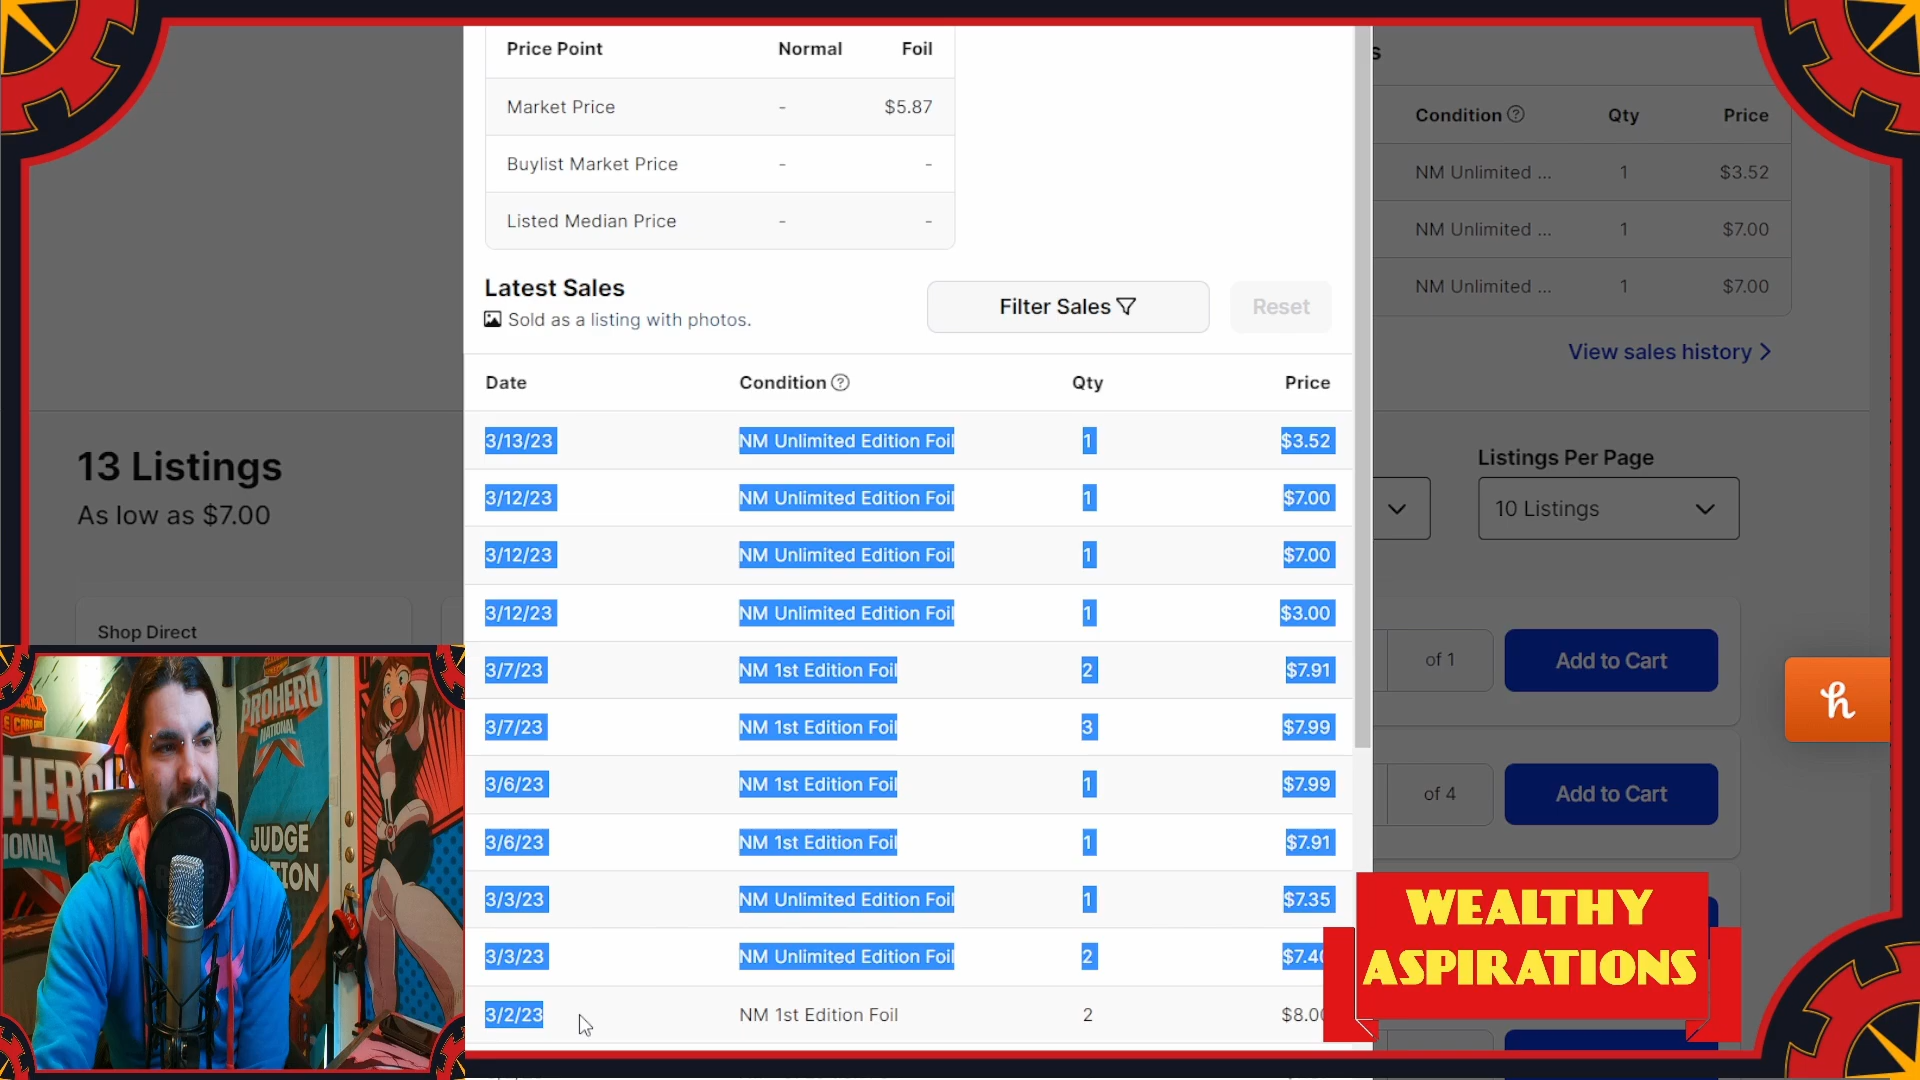 Price Point Normal Foil
Market Price - $5.87
Buylist Market Price - -
Listed Median Price - -
Latest Sales
Sold as a listing with photos.
Filter Sales
Reset
Date Condition Qty Price
3/13/23 NM Unlimited Edition Foil 1 $3.52
3/12/23 NM Unlimited Edition Foil 1 $7.00
3/12/23 NM Unlimited Edition Foil 1 $7.00
3/12/23 NM Unlimited Edition Foil 1 $3.00
3/7/23 NM 1st Edition Foil 2 $7.91
3/7/23 NM 1st Edition Foil 3 $7.99
3/6/23 NM 1st Edition Foil 1 $7.99
3/6/23 NM 1st Edition Foil 1 $7.91
3/3/23 NM Unlimited Edition Foil 1 $7.35
3/3/23 NM Unlimited Edition Foil 2 $7.40
3/2/23 NM 1st Edition Foil 2 $8.00
s
Condition Qty Price
NM Unlimited ... 1 $3.52
NM Unlimited ... 1 $7.00
NM Unlimited ... 1 $7.00
View sales history
13 Listings
As low as $7.00
Listings Per Page
10 Listings
Shop Direct
of 1 Add to Cart
of 4 Add to Cart
h
WEALTHY
ASPIRATIONS
PROHERO
NATIONAL
JUDGE
HERO
IONAL